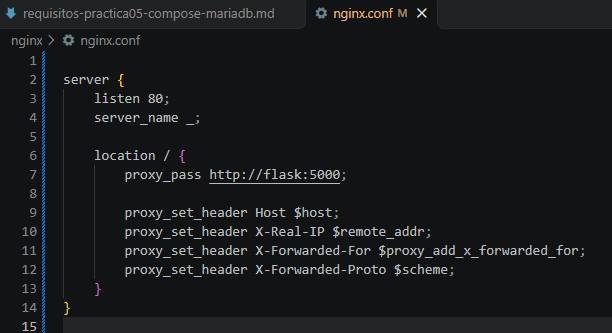 requisitos-practica05-compose-mariadb.md
nginx.conf M
nginx > nginx.conf
1
2 server {
3 listen 80;
4 server_name _;
5
6 location / {
7 proxy_pass http://flask:5000;
8
9 proxy_set_header Host $host;
10 proxy_set_header X-Real-IP $remote_addr;
11 proxy_set_header X-Forwarded-For $proxy_add_x_forwarded_for;
12 proxy_set_header X-Forwarded-Proto $scheme;
13 }
14 }
15